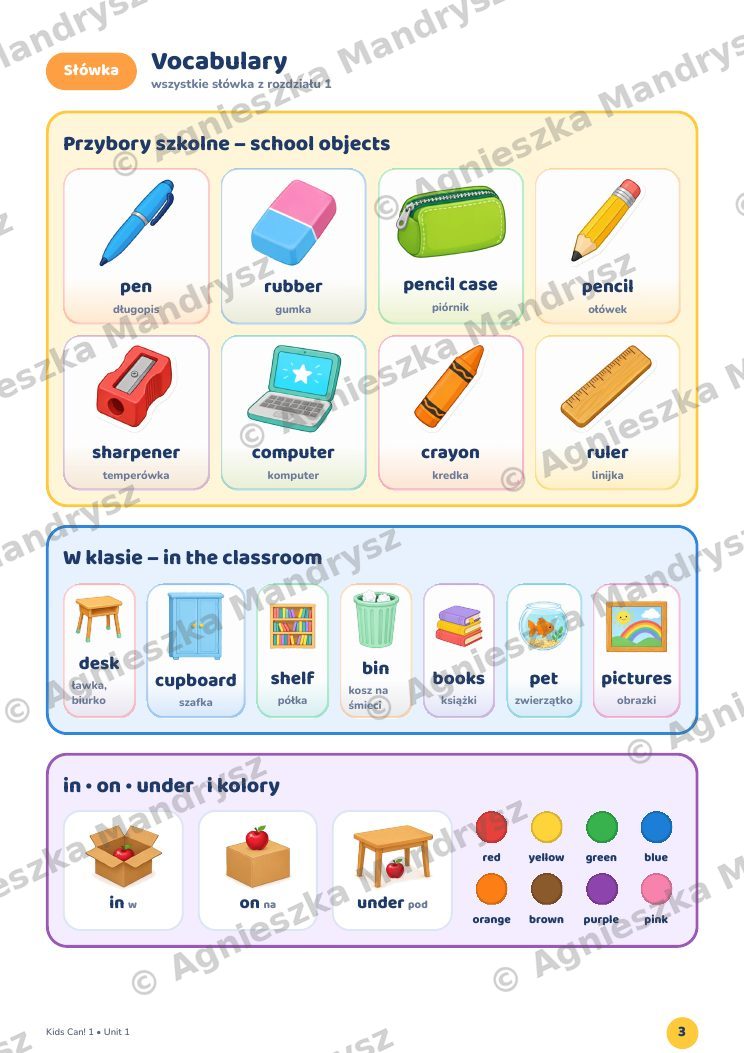 Słówka
Vocabulary
wszystkie słówka z rozdziału 1
Przybory szkolne – school objects
pen
długopis
rubber
gumka
pencil case
piórnik
pencil
ołówek
sharpener
temperówka
computer
komputer
crayon
kredka
ruler
linijka
W klasie – in the classroom
desk
ławka,
biurko
cupboard
szafka
shelf
półka
bin
kosz na
śmieci
books
książki
pet
zwierzątko
pictures
obrazki
in • on • under i kolory
in w
on na
under pod
red
yellow
green
blue
orange
brown
purple
pink
Kids Can! 1 • Unit 1
3
© Agnieszka Mandrysz